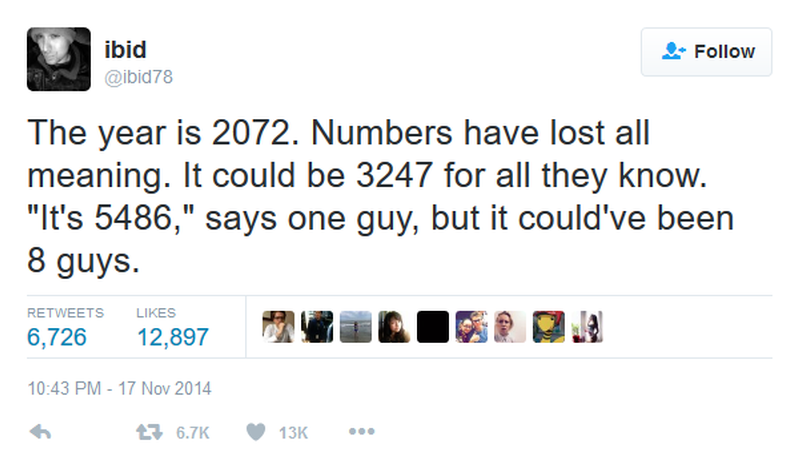 ibid
@ibid78
Follow
The year is 2072. Numbers have lost all
meaning. It could be 3247 for all they know.
"It's 5486," says one guy, but it could've been
8 guys.
RETWEETS LIKES
6,726 12,897
10:43 PM - 17 Nov 2014
6.7K 13K